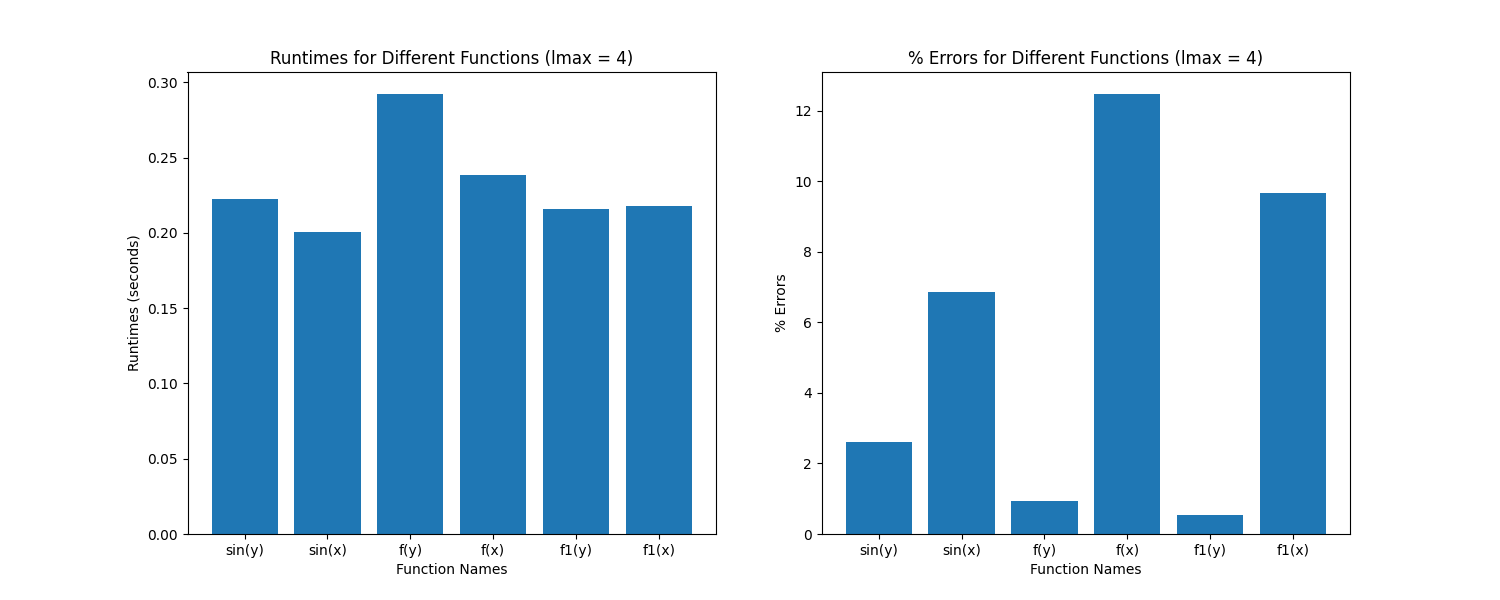 Runtimes for Different Functions (lmax = 4)
0.30
0.25
0.20
0.15
0.10
0.05
0.00
Runtimes (seconds)
sin(y) sin(x) f(y) f(x) f1(y) f1(x)
Function Names
% Errors for Different Functions (lmax = 4)
12
10
8
6
4
2
0
% Errors
sin(y) sin(x) f(y) f(x) f1(y) f1(x)
Function Names